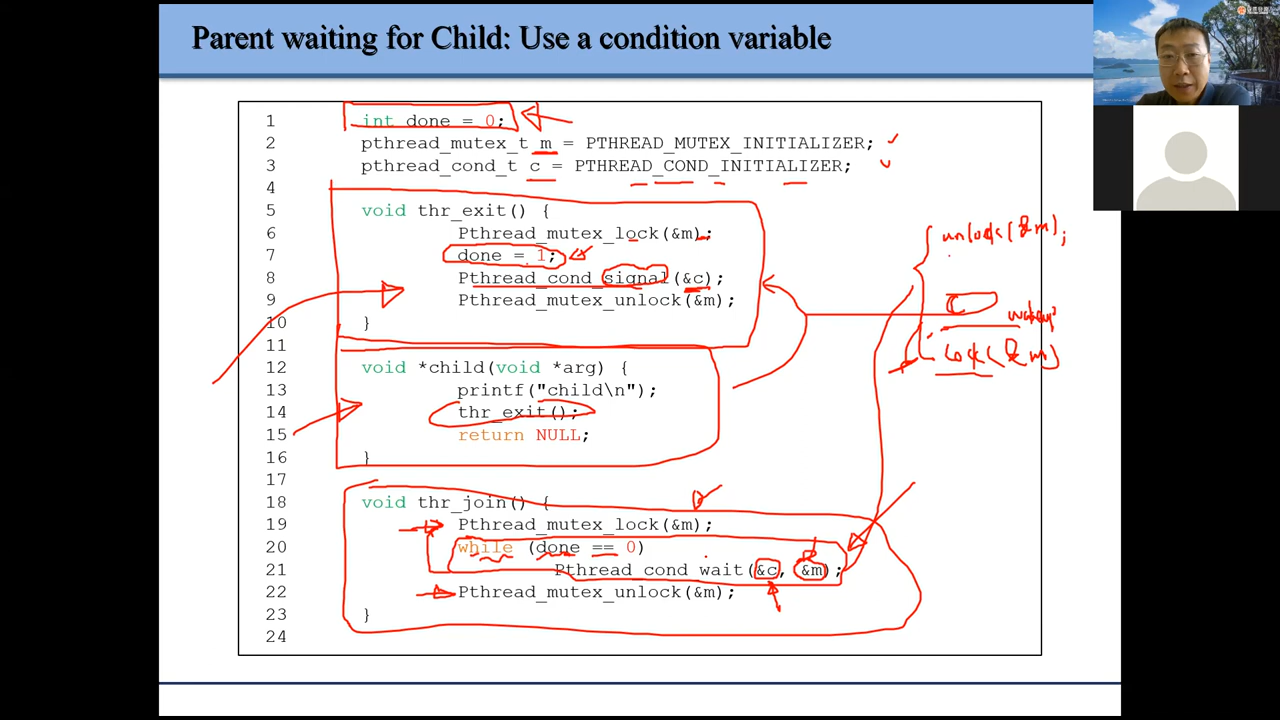 Parent waiting for Child: Use a condition variable
1 int done = 0;
2 pthread_mutex_t m = PTHREAD_MUTEX_INITIALIZER;
3 pthread_cond_t c = PTHREAD_COND_INITIALIZER;
4
5 void thr_exit() {
6 Pthread_mutex_lock(&m);
7 done = 1;
8 Pthread_cond_signal(&c);
9 Pthread_mutex_unlock(&m);
10 }
11
12 void *child(void *arg) {
13 printf("child\n");
14 thr_exit();
15 return NULL;
16 }
17
18 void thr_join() {
19 Pthread_mutex_lock(&m);
20 while (done == 0)
21 Pthread_cond_wait(&c, &m);
22 Pthread_mutex_unlock(&m);
23 }
24
unlock(&m);
C
lock(&m)